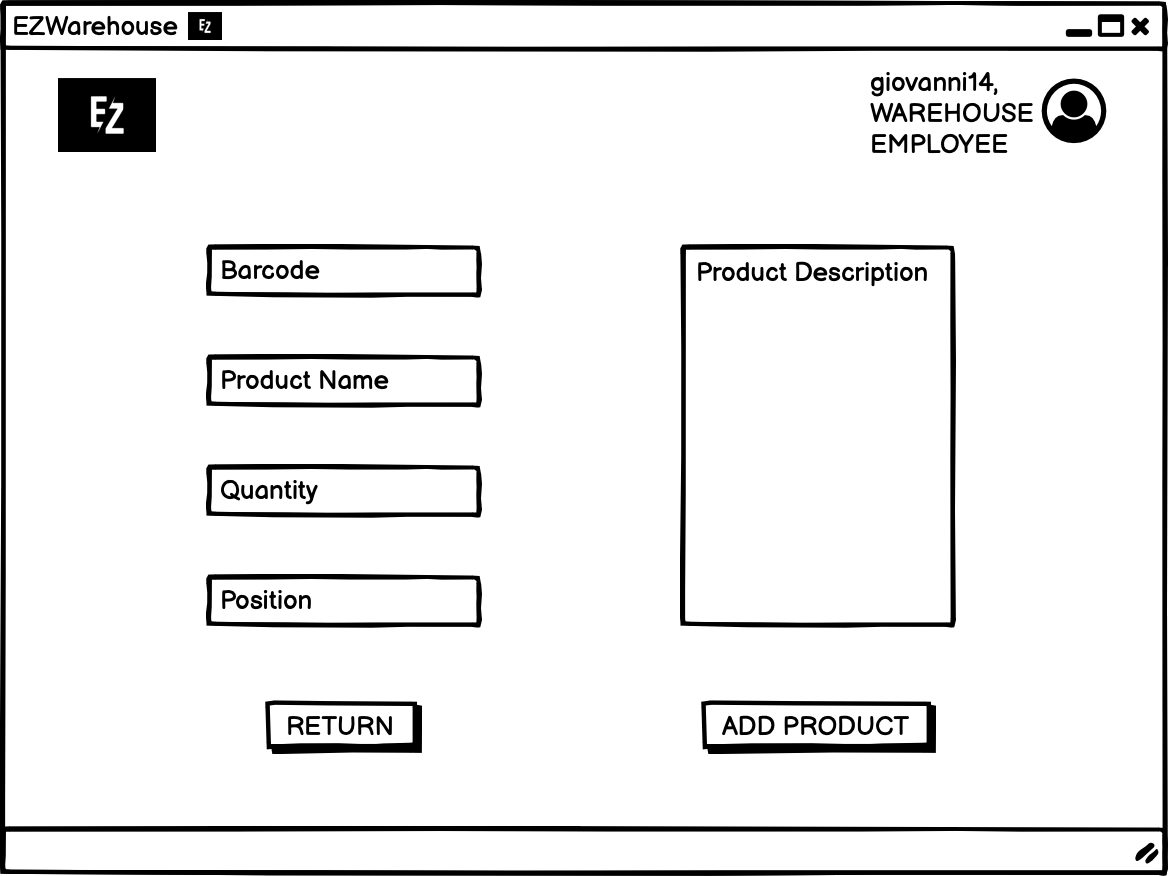 EZWarehouse EZ
EZ
giovanni14,
WAREHOUSE
EMPLOYEE
Barcode
Product Name
Quantity
Position
Product Description
RETURN
ADD PRODUCT